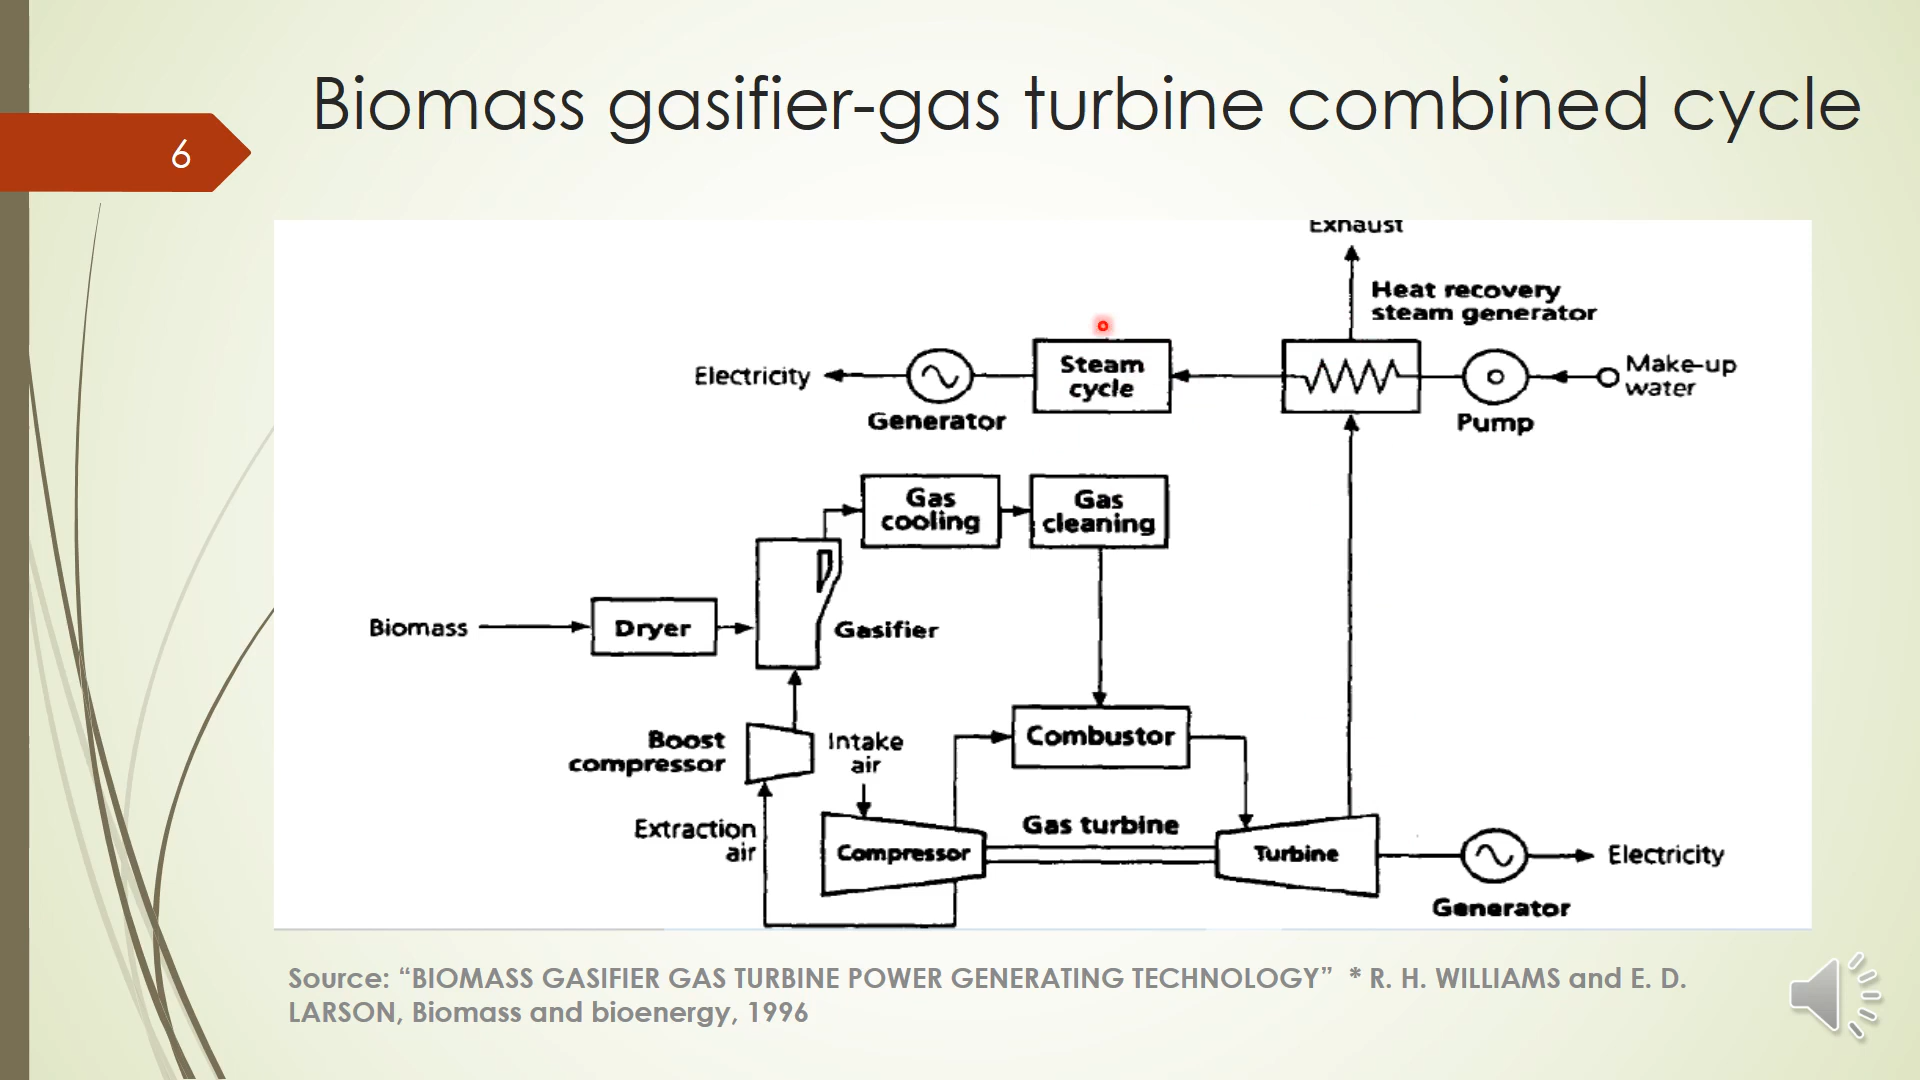 Biomass gasifier-gas turbine combined cycle
6
Exhaust
Heat recovery
steam generator
Electricity
Generator
Steam
cycle
Pump
Make-up
water
Gas
cooling
Gas
cleaning
Biomass
Dryer
Gasifier
Boost
compressor
Intake
air
Combustor
Extraction
air
Compressor
Gas turbine
Turbine
Electricity
Generator
Source: “BIOMASS GASIFIER GAS TURBINE POWER GENERATING TECHNOLOGY” * R. H. WILLIAMS and E. D.
LARSON, Biomass and bioenergy, 1996